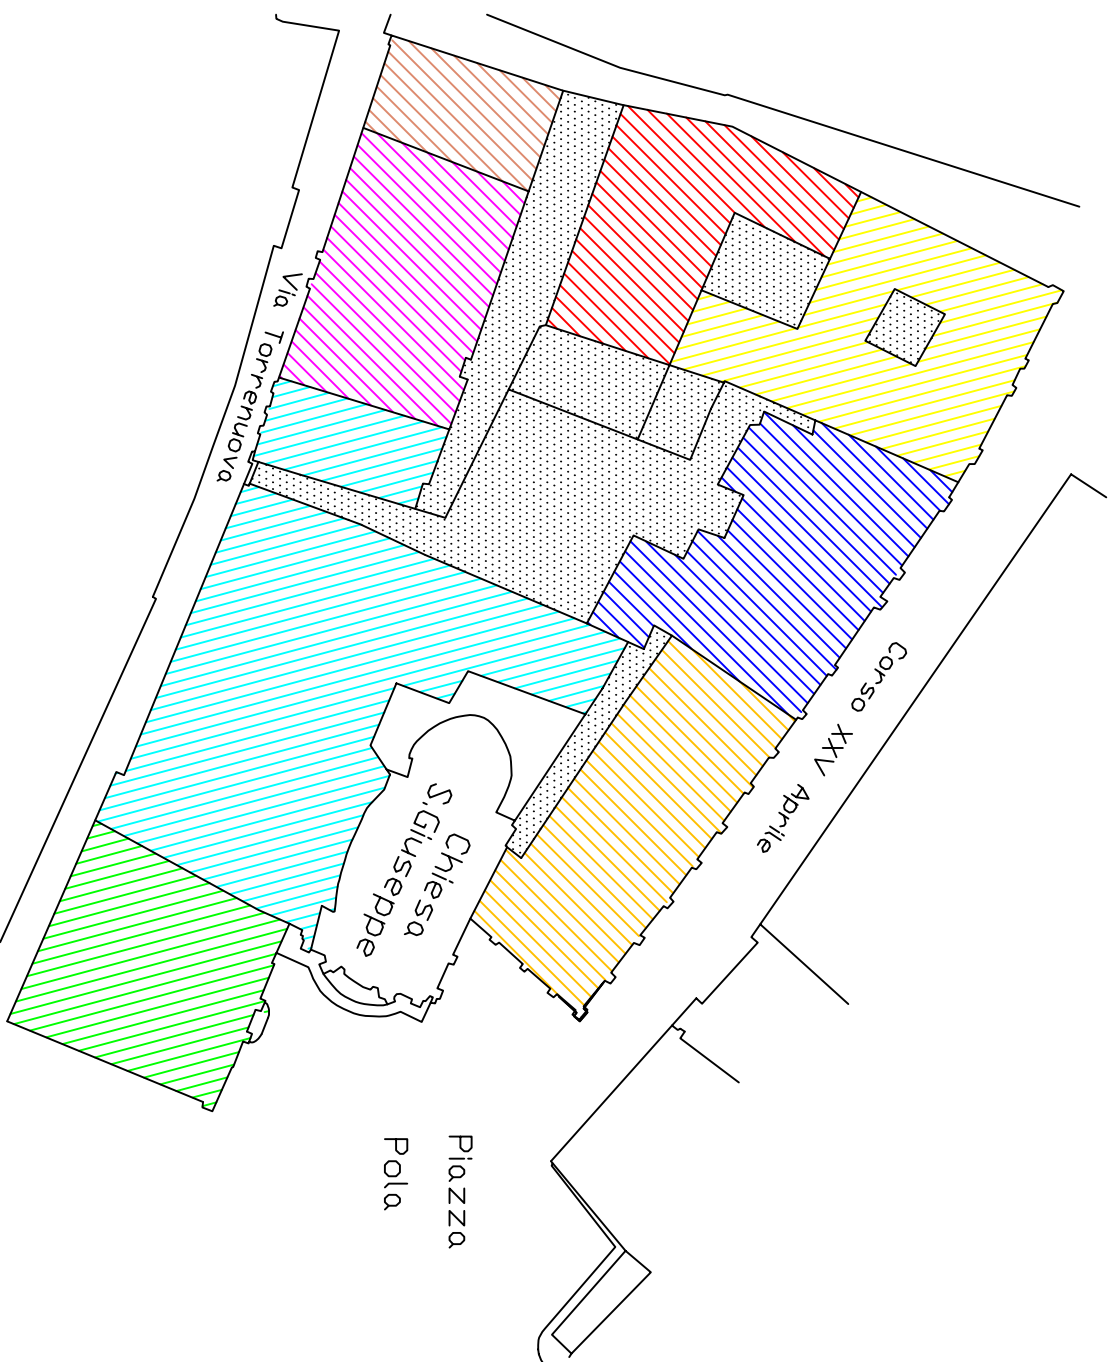 Via Torrenuova
Corso XXV Aprile
Chiesa
S.Giuseppe
Piazza
Pola